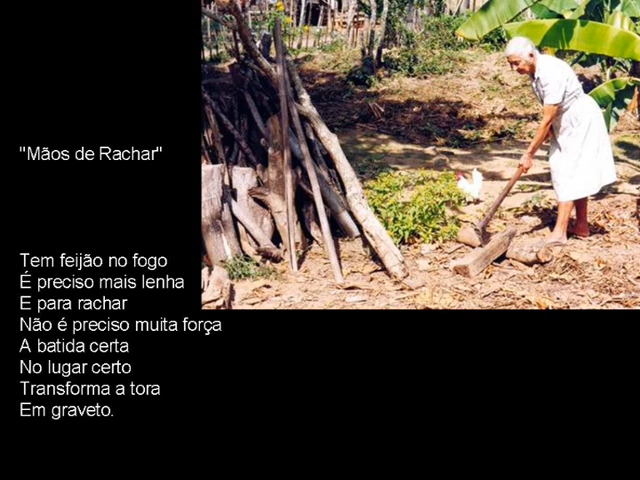 "Mãos de Rachar"
Tem feijão no fogo
É preciso mais lenha
E para rachar
Não é preciso muita força
A batida certa
No lugar certo
Transforma a tora
Em graveto.